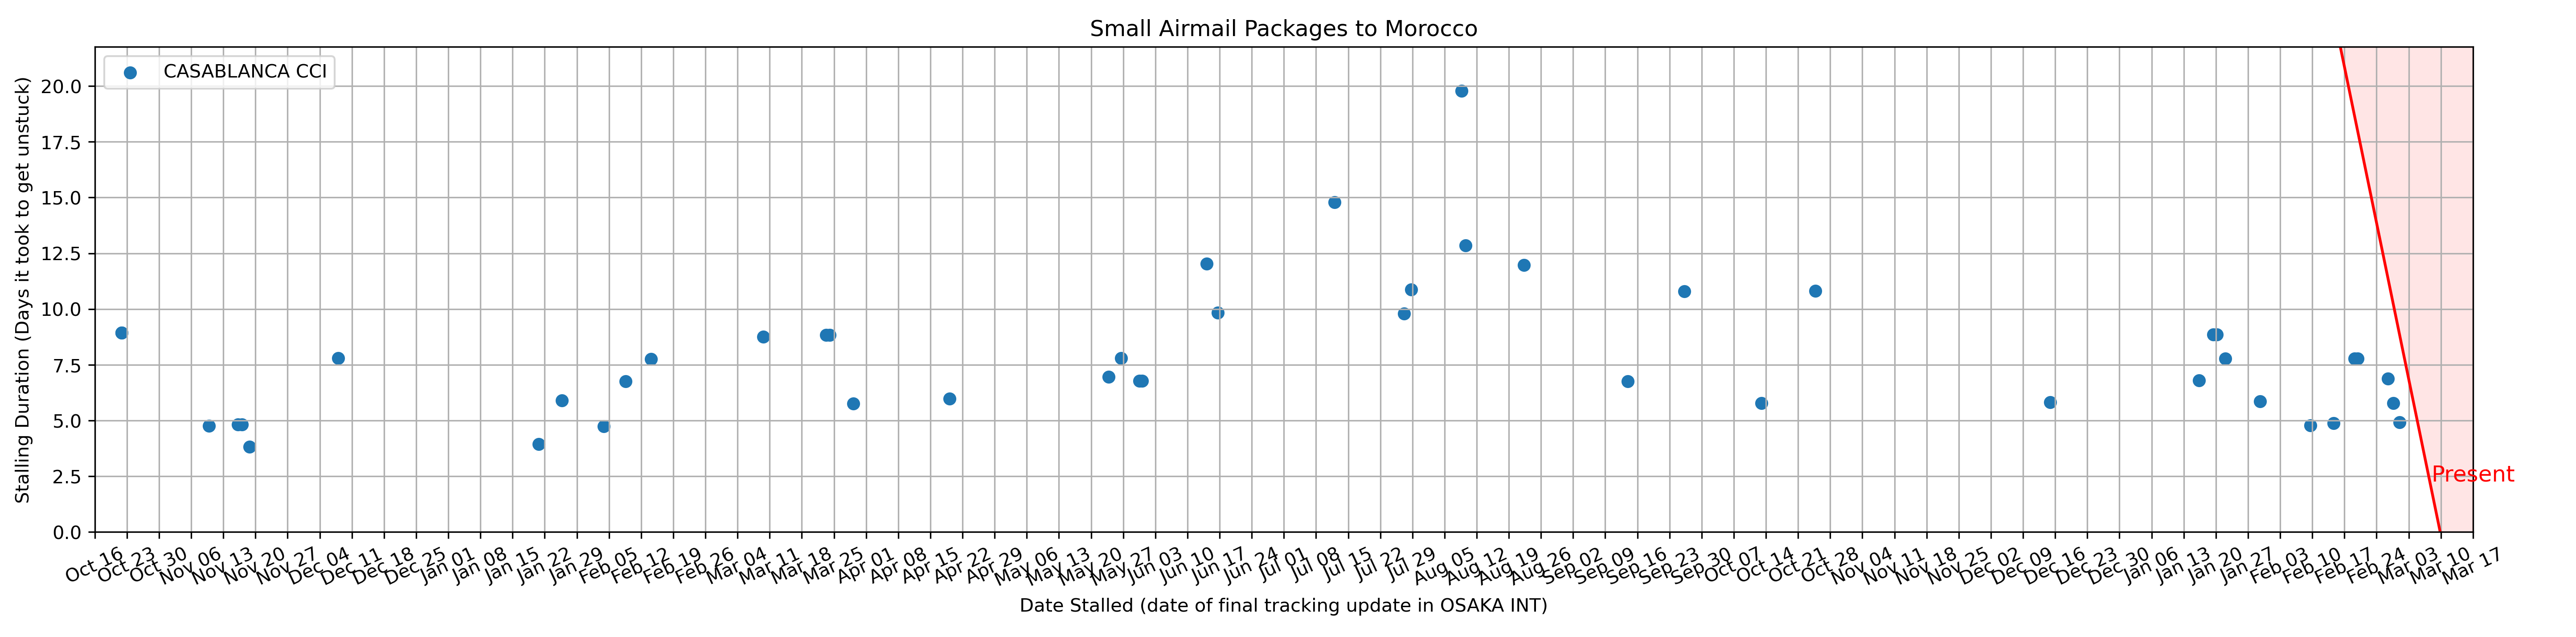 Small Airmail Packages to Morocco
CASABLANCA CCI
Stalling Duration (Days it took to get unstuck)
20.0
17.5
15.0
12.5
10.0
7.5
5.0
2.5
0.0
Present
Oct 16 Oct 23 Oct 30 Nov 06 Nov 13 Nov 20 Nov 27 Dec 04 Dec 11 Dec 18 Dec 25 Jan 01 Jan 08 Jan 15 Jan 22 Jan 29 Feb 05 Feb 12 Feb 19 Feb 26 Mar 04 Mar 11 Mar 18 Mar 25 Apr 01 Apr 08 Apr 15 Apr 22 Apr 29 May 06 May 13 May 20 May 27 Jun 03 Jun 10 Jun 17 Jun 24 Jul 01 Jul 08 Jul 15 Jul 22 Jul 29 Aug 05 Aug 12 Aug 19 Aug 26 Sep 02 Sep 09 Sep 16 Sep 23 Sep 30 Oct 07 Oct 14 Oct 21 Oct 28 Nov 04 Nov 11 Nov 18 Nov 25 Dec 02 Dec 09 Dec 16 Dec 23 Dec 30 Jan 06 Jan 13 Jan 20 Jan 27 Feb 03 Feb 10 Feb 17 Feb 24 Mar 03 Mar 10 Mar 17
Date Stalled (date of final tracking update in OSAKA INT)